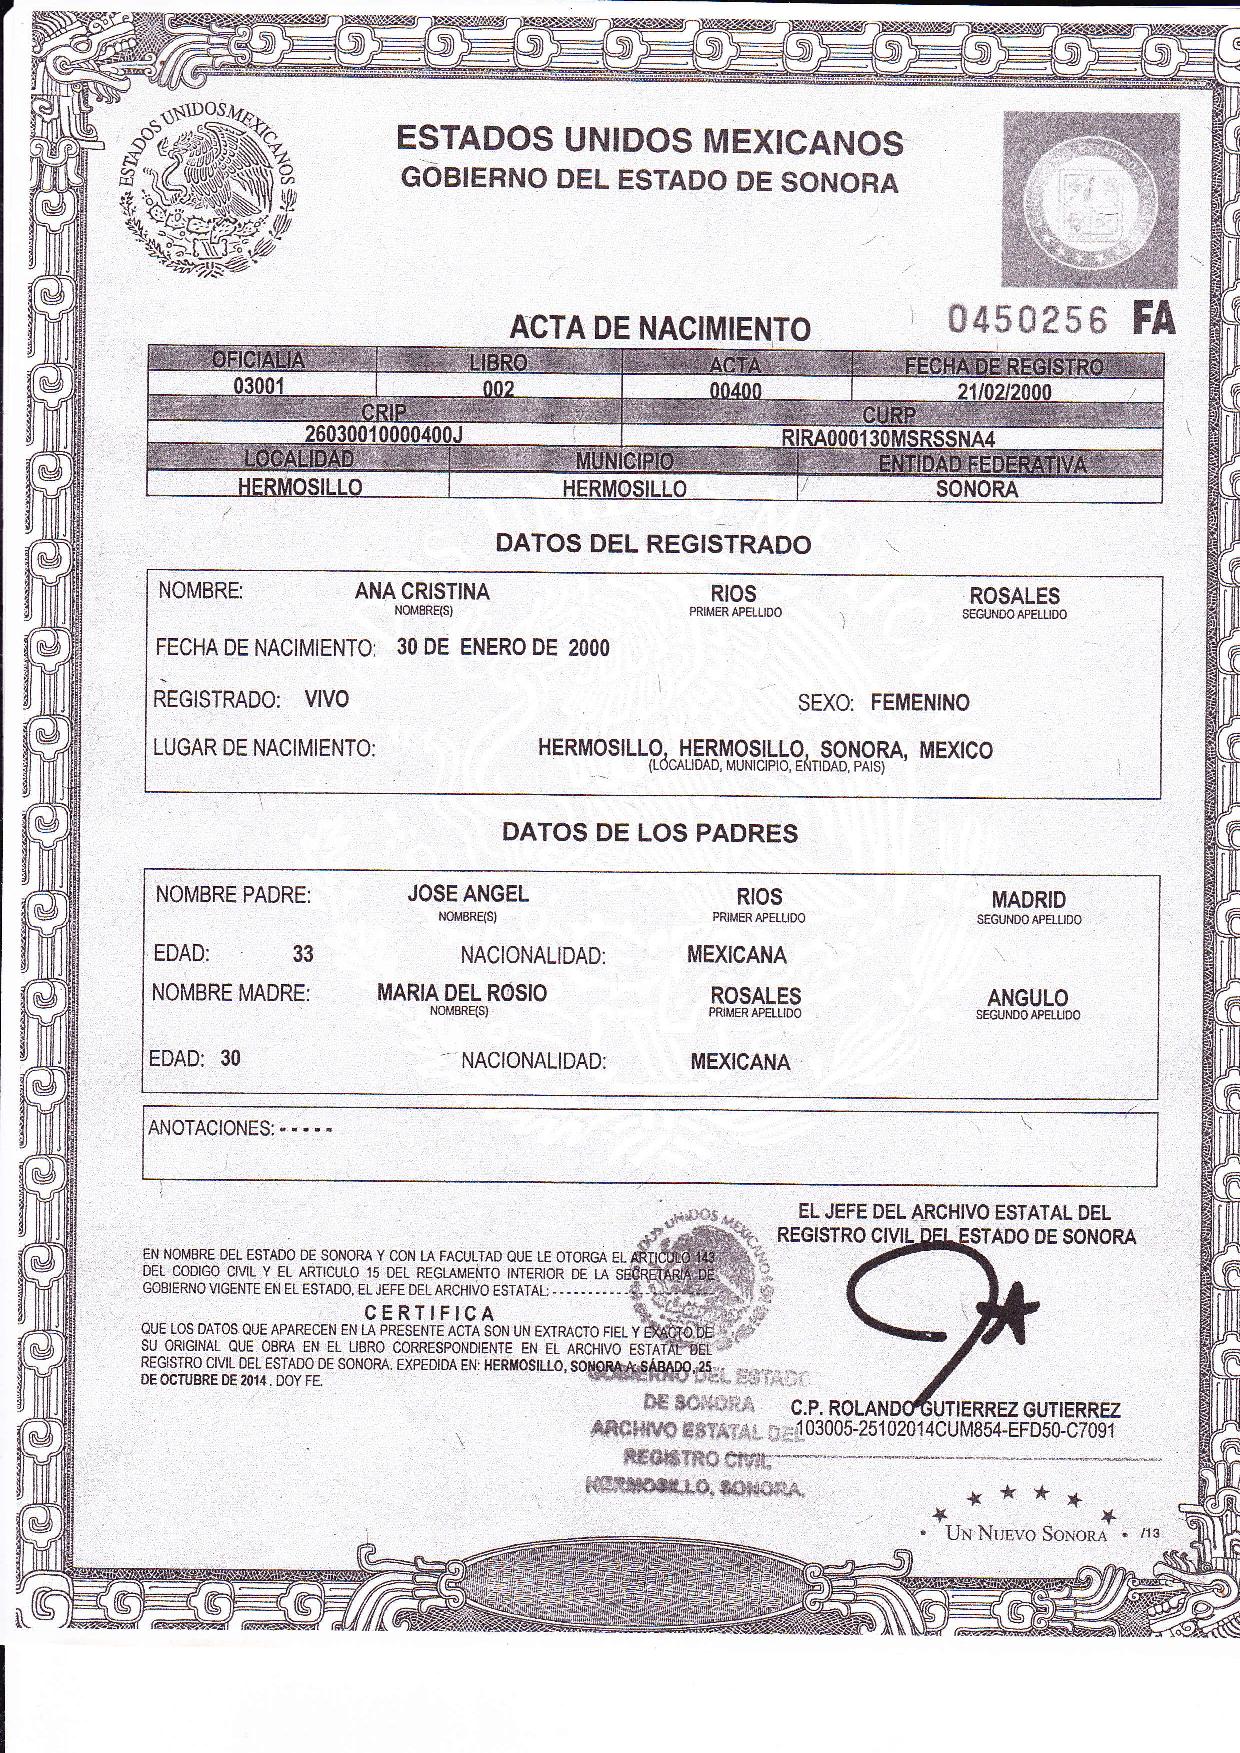 ESTADOS UNIDOS MEXICANOS
ESTADOS UNIDOS MEXICANOS
GOBIERNO DEL ESTADO DE SONORA
0450256 FA
ACTA DE NACIMIENTO
OFICIALIA LIBRO ACTA FECHA DE REGISTRO
03001 002 00400 21/02/2000
CRIP CURP
26030010000400J RIRA000130MSRSSNA4
LOCALIDAD MUNICIPIO ENTIDAD FEDERATIVA
HERMOSILLO HERMOSILLO SONORA
DATOS DEL REGISTRADO
NOMBRE: ANA CRISTINA RIOS ROSALES
NOMBRE(S) PRIMER APELLIDO SEGUNDO APELLIDO
FECHA DE NACIMIENTO: 30 DE ENERO DE 2000
REGISTRADO: VIVO SEXO: FEMENINO
LUGAR DE NACIMIENTO: HERMOSILLO, HERMOSILLO, SONORA, MEXICO
(LOCALIDAD, MUNICIPIO, ENTIDAD, PAIS)
DATOS DE LOS PADRES
NOMBRE PADRE: JOSE ANGEL RIOS MADRID
NOMBRE(S) PRIMER APELLIDO SEGUNDO APELLIDO
EDAD: 33 NACIONALIDAD: MEXICANA
NOMBRE MADRE: MARIA DEL ROSIO ROSALES ANGULO
NOMBRE(S) PRIMER APELLIDO SEGUNDO APELLIDO
EDAD: 30 NACIONALIDAD: MEXICANA
ANOTACIONES: - - - - -
EL JEFE DEL ARCHIVO ESTATAL DEL
REGISTRO CIVIL DEL ESTADO DE SONORA
EN NOMBRE DEL ESTADO DE SONORA Y CON LA FACULTAD QUE LE OTORGA EL ARTICULO 143
DEL CODIGO CIVIL Y EL ARTICULO 15 DEL REGLAMENTO INTERIOR DE LA SECRETARIA DE
GOBIERNO VIGENTE EN EL ESTADO, EL JEFE DEL ARCHIVO ESTATAL: - - - - - - - - - - -
CERTIFICA
QUE LOS DATOS QUE APARECEN EN LA PRESENTE ACTA SON UN EXTRACTO FIEL Y EXACTO DE
SU ORIGINAL QUE OBRA EN EL LIBRO CORRESPONDIENTE EN EL ARCHIVO ESTATAL DEL
REGISTRO CIVIL DEL ESTADO DE SONORA. EXPEDIDA EN: HERMOSILLO, SONORA A SÁBADO, 25
DE OCTUBRE DE 2014. DOY FE.
UNIDOS MEXICANOS
GOBIERNO DEL ESTADO
DE SONORA
ARCHIVO ESTATAL DEL
REGISTRO CIVIL
HERMOSILLO, SONORA.
C.P. ROLANDO GUTIERREZ GUTIERREZ
103005-25102014CUM854-EFD50-C7091
UN NUEVO SONORA • /13